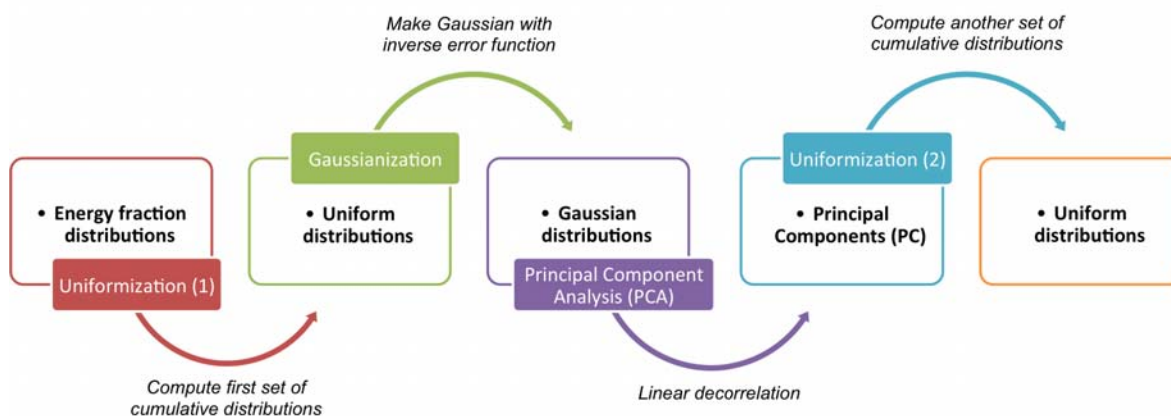 Make Gaussian with
inverse error function
Compute another set of
cumulative distributions
Gaussianization
Uniformization (2)
• Energy fraction
distributions
• Uniform
distributions
• Gaussian
distributions
• Principal
Components (PC)
• Uniform
distributions
Uniformization (1)
Principal Component
Analysis (PCA)
Compute first set of
cumulative distributions
Linear decorrelation